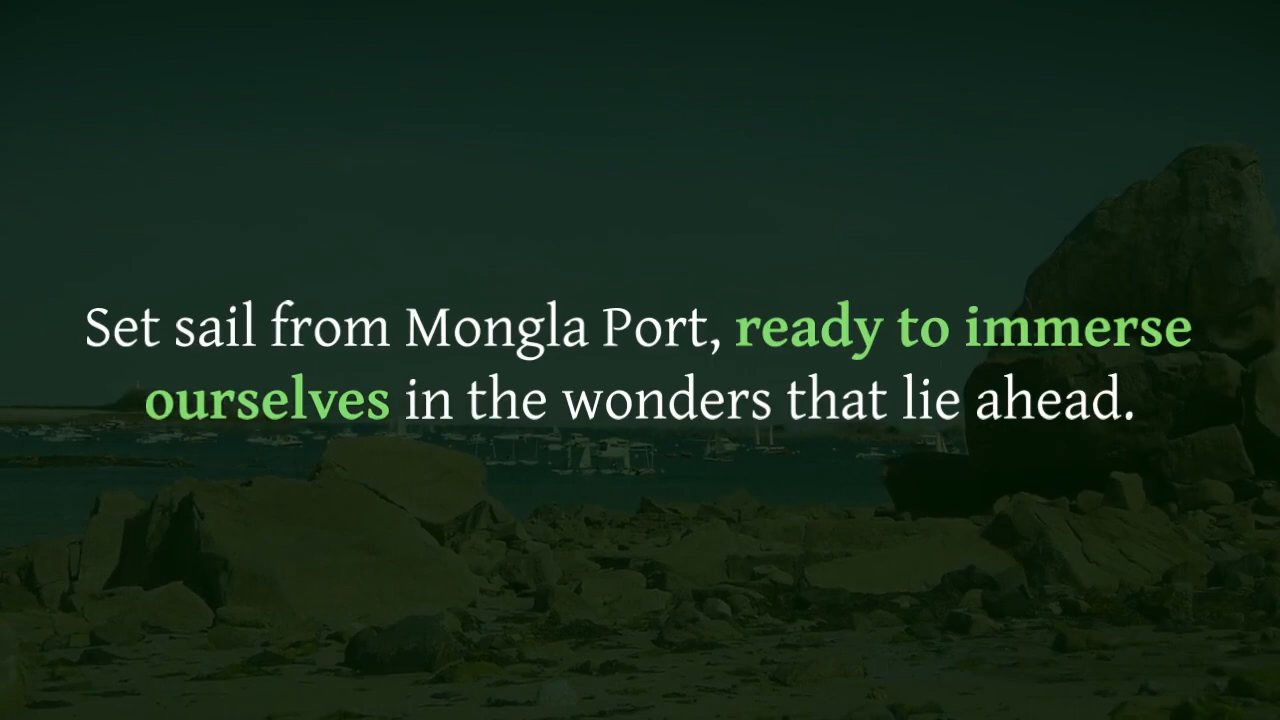 Set sail from Mongla Port, ready to immerse
ourselves in the wonders that lie ahead.